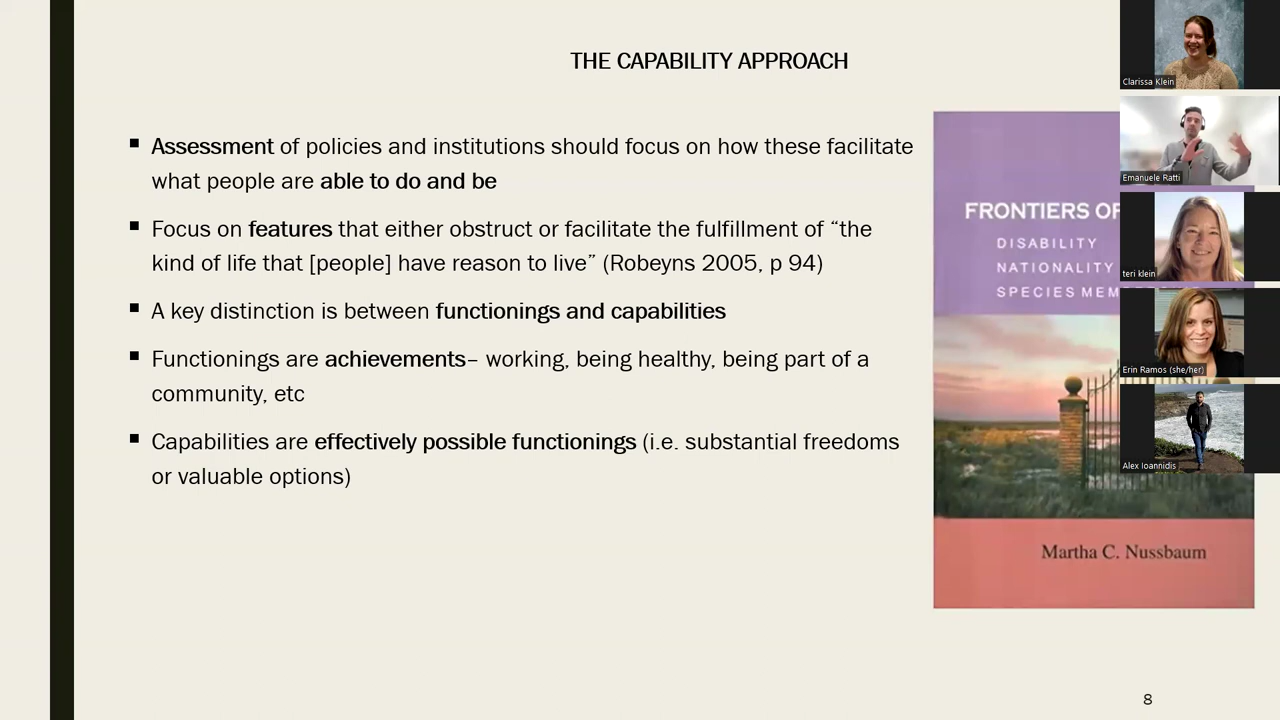 THE CAPABILITY APPROACH
■ Assessment of policies and institutions should focus on how these facilitate
what people are able to do and be
■ Focus on features that either obstruct or facilitate the fulfillment of “the
kind of life that [people] have reason to live” (Robeyns 2005, p 94)
■ A key distinction is between functionings and capabilities
■ Functionings are achievements– working, being healthy, being part of a
community, etc
■ Capabilities are effectively possible functionings (i.e. substantial freedoms
or valuable options)
FRONTIERS OF
DISABILITY
NATIONALITY
SPECIES MEM
Martha C. Nussbaum
Clarissa Klein
Emanuele Ratti
teri klein
Erin Ramos (she/her)
Alex Ioannidis
8